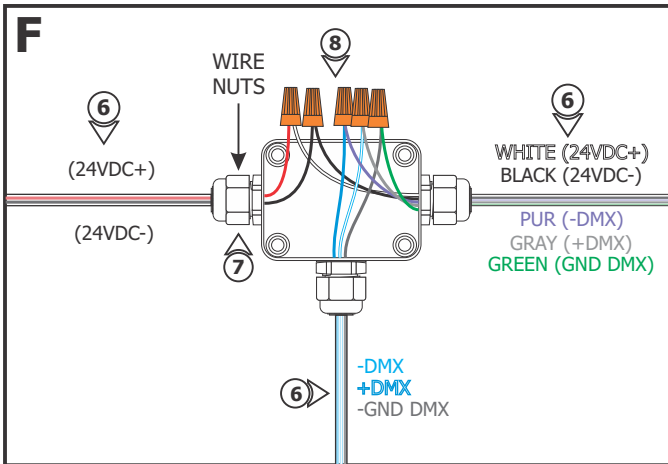 F
8
WIRE
NUTS
6
(24VDC+)
(24VDC-)
7
6
WHITE (24VDC+)
BLACK (24VDC-)
PUR (-DMX)
GRAY (+DMX)
GREEN (GND DMX)
6
-DMX
+DMX
-GND DMX